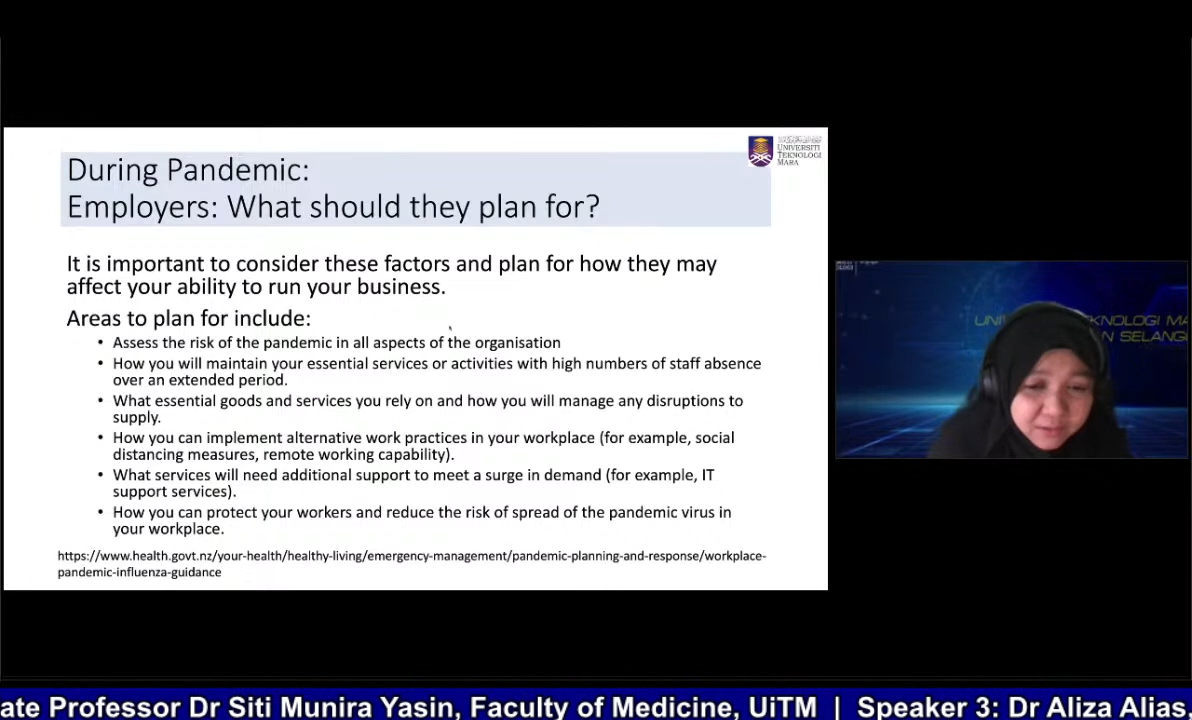 During Pandemic:
Employers: What should they plan for?
UNIVERSITI
TEKNOLOGI
MARA
It is important to consider these factors and plan for how they may
affect your ability to run your business.
Areas to plan for include:
• Assess the risk of the pandemic in all aspects of the organisation
• How you will maintain your essential services or activities with high numbers of staff absence
over an extended period.
• What essential goods and services you rely on and how you will manage any disruptions to
supply.
• How you can implement alternative work practices in your workplace (for example, social
distancing measures, remote working capability).
• What services will need additional support to meet a surge in demand (for example, IT
support services).
• How you can protect your workers and reduce the risk of spread of the pandemic virus in
your workplace.
https://www.health.govt.nz/your-health/healthy-living/emergency-management/pandemic-planning-and-response/workplace-
pandemic-influenza-guidance
UNI KNOLOGI MA
N SELANG
ate Professor Dr Siti Munira Yasin, Faculty of Medicine, UiTM | Speaker 3: Dr Aliza Alias,